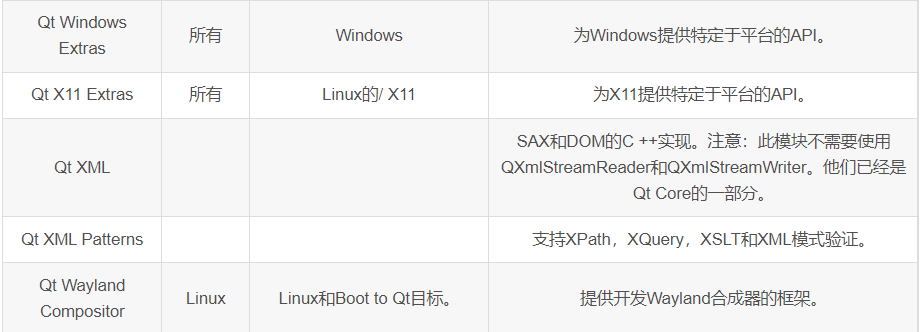 Qt Windows
Extras
所有
Windows
为Windows提供特定于平台的API。
Qt X11 Extras
所有
Linux的/ X11
为X11提供特定于平台的API。
Qt XML
SAX和DOM的C ++实现。注意：此模块不需要使用
QXmlStreamReader和QXmlStreamWriter。他们已经是
Qt Core的一部分。
Qt XML Patterns
支持XPath，XQuery，XSLT和XML模式验证。
Qt Wayland
Compositor
Linux
Linux和Boot to Qt目标。
提供开发Wayland合成器的框架。